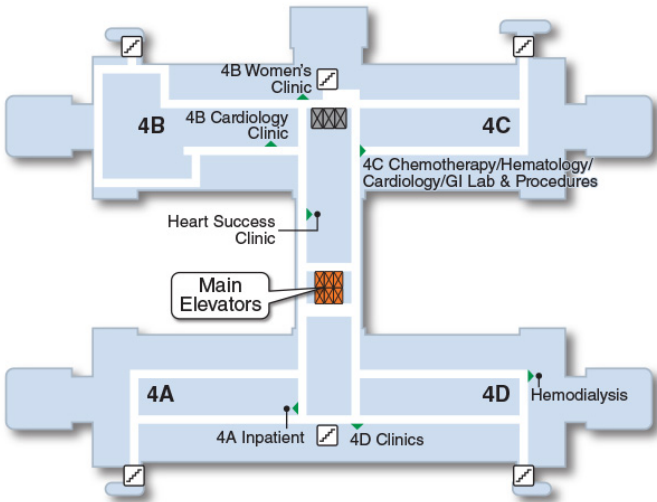 4B Women's
Clinic
4B
4B Cardiology
Clinic
4C
4C Chemotherapy/Hematology/
Cardiology/GI Lab & Procedures
Heart Success
Clinic
Main
Elevators
4A
4D
Hemodialysis
4A Inpatient
4D Clinics